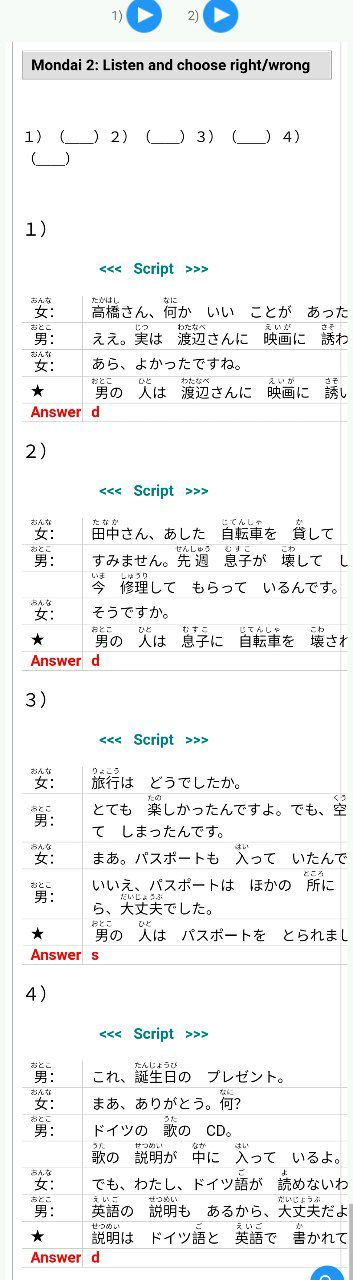 1) 2)
Mondai 2: Listen and choose right/wrong
1） （____）2） （____）3） （____）4）
（____）
1）
<<< Script >>>
女: 高橋さん、何か いい ことが あった
男: ええ。実は 渡辺さんに 映画に 誘わ
女: あら、よかったですね。
★ 男の 人は 渡辺さんに 映画に 誘い
Answer d
2）
<<< Script >>>
女: 田中さん、あした 自転車を 貸して
男: すみません。先週 息子が 壊して し
今 修理して もらって いるんです。
女: そうですか。
★ 男の 人は 息子に 自転車を 壊され
Answer d
3）
<<< Script >>>
女: 旅行は どうでしたか。
男: とても 楽しかったんですよ。でも、空
て しまったんです。
女: まあ。パスポートも 入って いたんで
男: いいえ、パスポートは ほかの 所に
ら、大丈夫でした。
★ 男の 人は パスポートを とられまし
Answer s
4）
<<< Script >>>
男: これ、誕生日の プレゼント。
女: まあ、ありがとう。何?
男: ドイツの 歌の CD。
歌の 説明が 中に 入って いるよ。
女: でも、わたし、ドイツ語が 読めないわ
男: 英語の 説明も あるから、大丈夫だよ
★ 説明は ドイツ語と 英語で 書かれて
Answer d